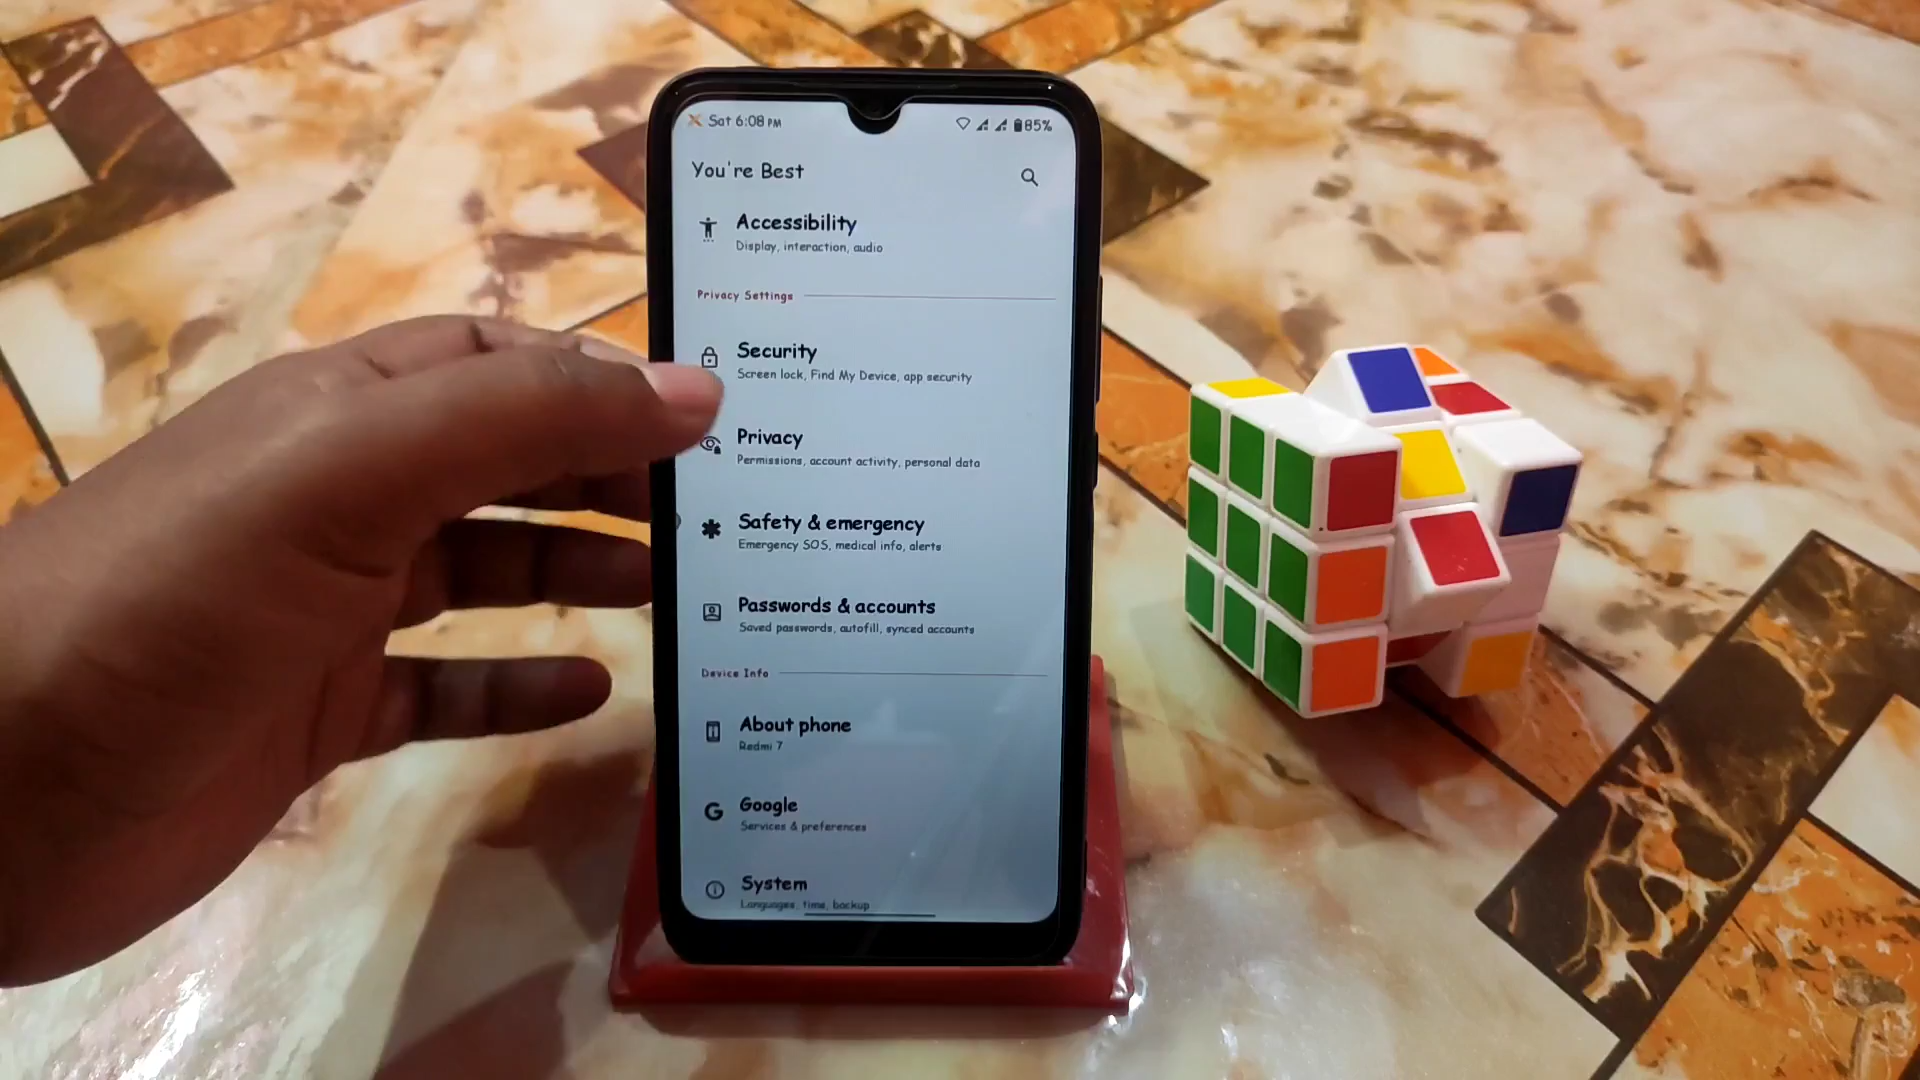 Sat 6:08 PM
85%
You're Best
Accessibility
Display, interaction, audio
Privacy Settings
Security
Screen lock, Find My Device, app security
Privacy
Permissions, account activity, personal data
Safety & emergency
Emergency SOS, medical info, alerts
Passwords & accounts
Saved passwords, autofill, synced accounts
Device Info
About phone
Redmi 7
Google
Services & preferences
System
Languages, time, backup